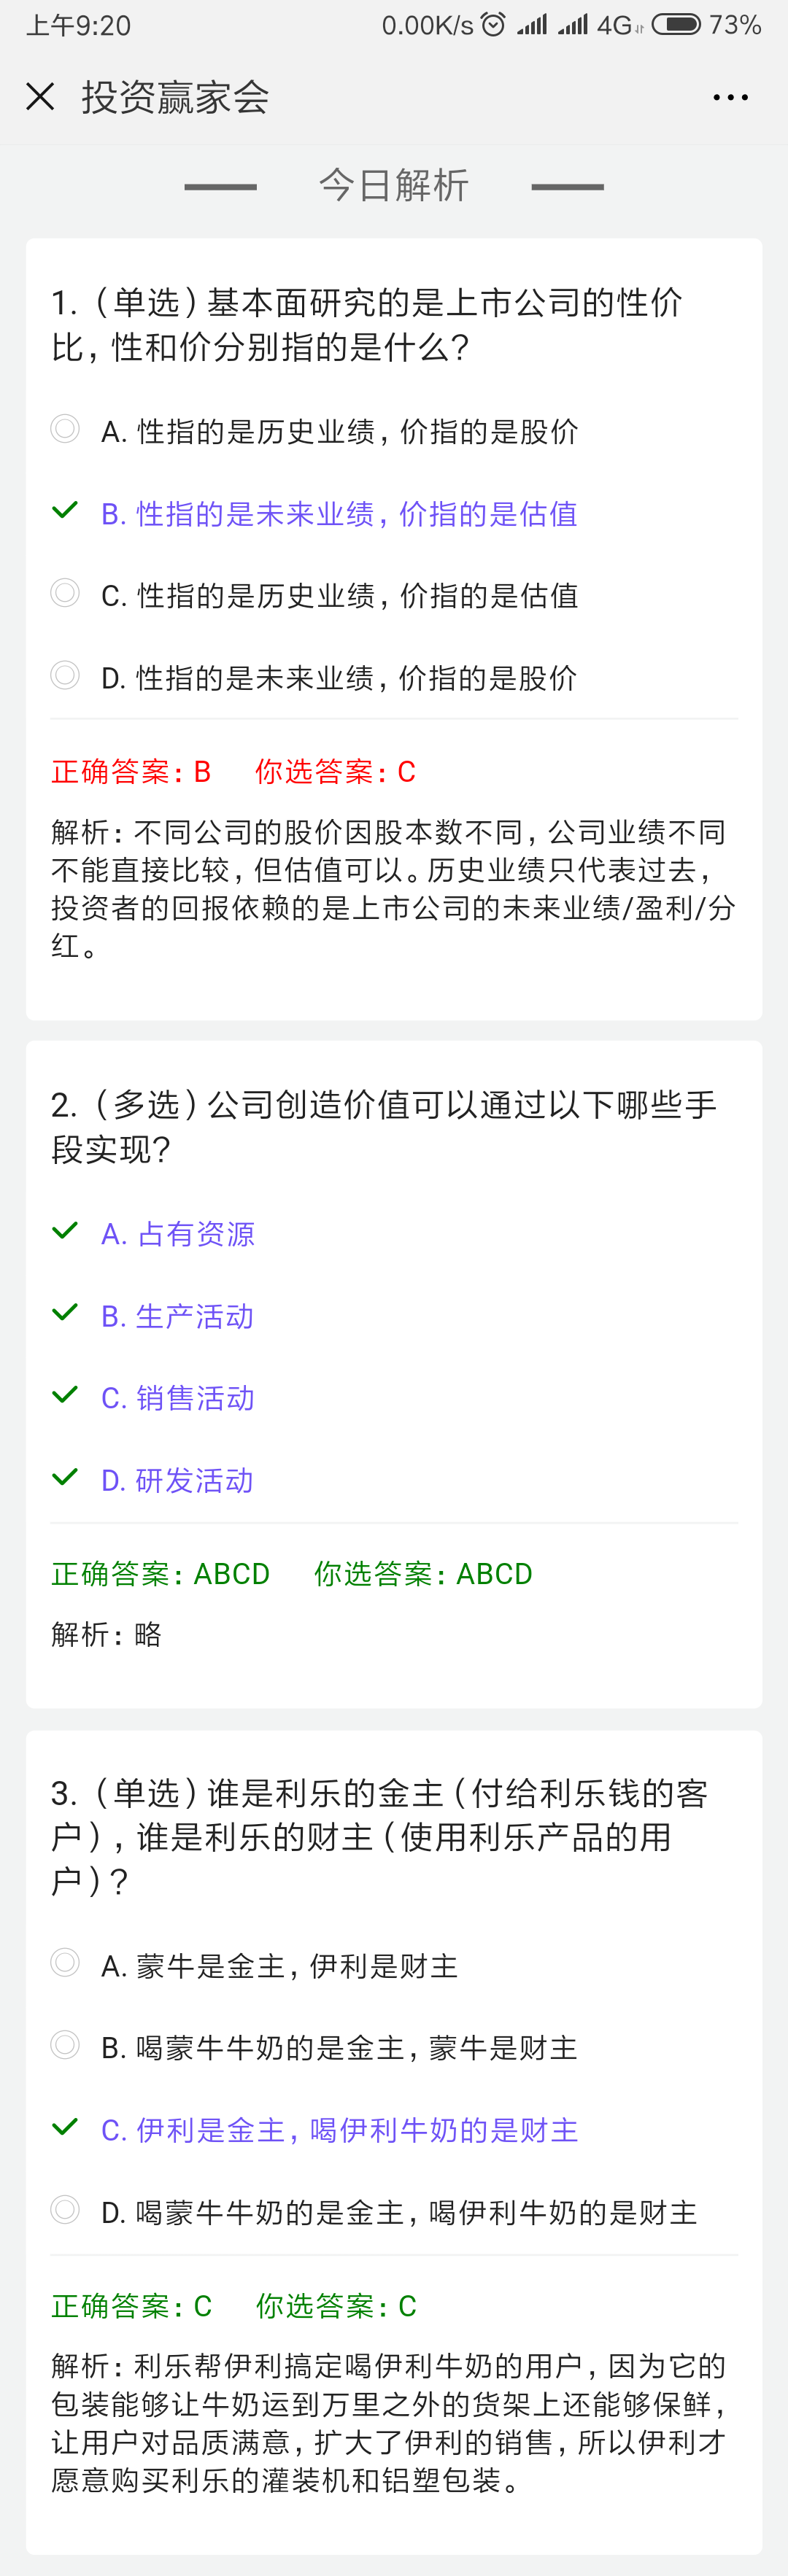 上午9:20 0.00K/s 4G 73%
投资赢家会
今日解析
1.（单选）基本面研究的是上市公司的性价
比，性和价分别指的是什么？
A. 性指的是历史业绩，价指的是股价
B. 性指的是未来业绩，价指的是估值
C. 性指的是历史业绩，价指的是估值
D. 性指的是未来业绩，价指的是股价
正确答案：B 你选答案：C
解析：不同公司的股价因股本数不同，公司业绩不同
不能直接比较，但估值可以。历史业绩只代表过去，
投资者的回报依赖的是上市公司的未来业绩/盈利/分
红。
2.（多选）公司创造价值可以通过以下哪些手
段实现？
A. 占有资源
B. 生产活动
C. 销售活动
D. 研发活动
正确答案：ABCD 你选答案：ABCD
解析：略
3.（单选）谁是利乐的金主（付给利乐钱的客
户），谁是利乐的财主（使用利乐产品的用
户）？
A. 蒙牛是金主，伊利是财主
B. 喝蒙牛牛奶的是金主，蒙牛是财主
C. 伊利是金主，喝伊利牛奶的是财主
D. 喝蒙牛牛奶的是金主，喝伊利牛奶的是财主
正确答案：C 你选答案：C
解析：利乐帮伊利搞定喝伊利牛奶的用户，因为它的
包装能够让牛奶运到万里之外的货架上还能够保鲜，
让用户对品质满意，扩大了伊利的销售，所以伊利才
愿意购买利乐的灌装机和铝塑包装。